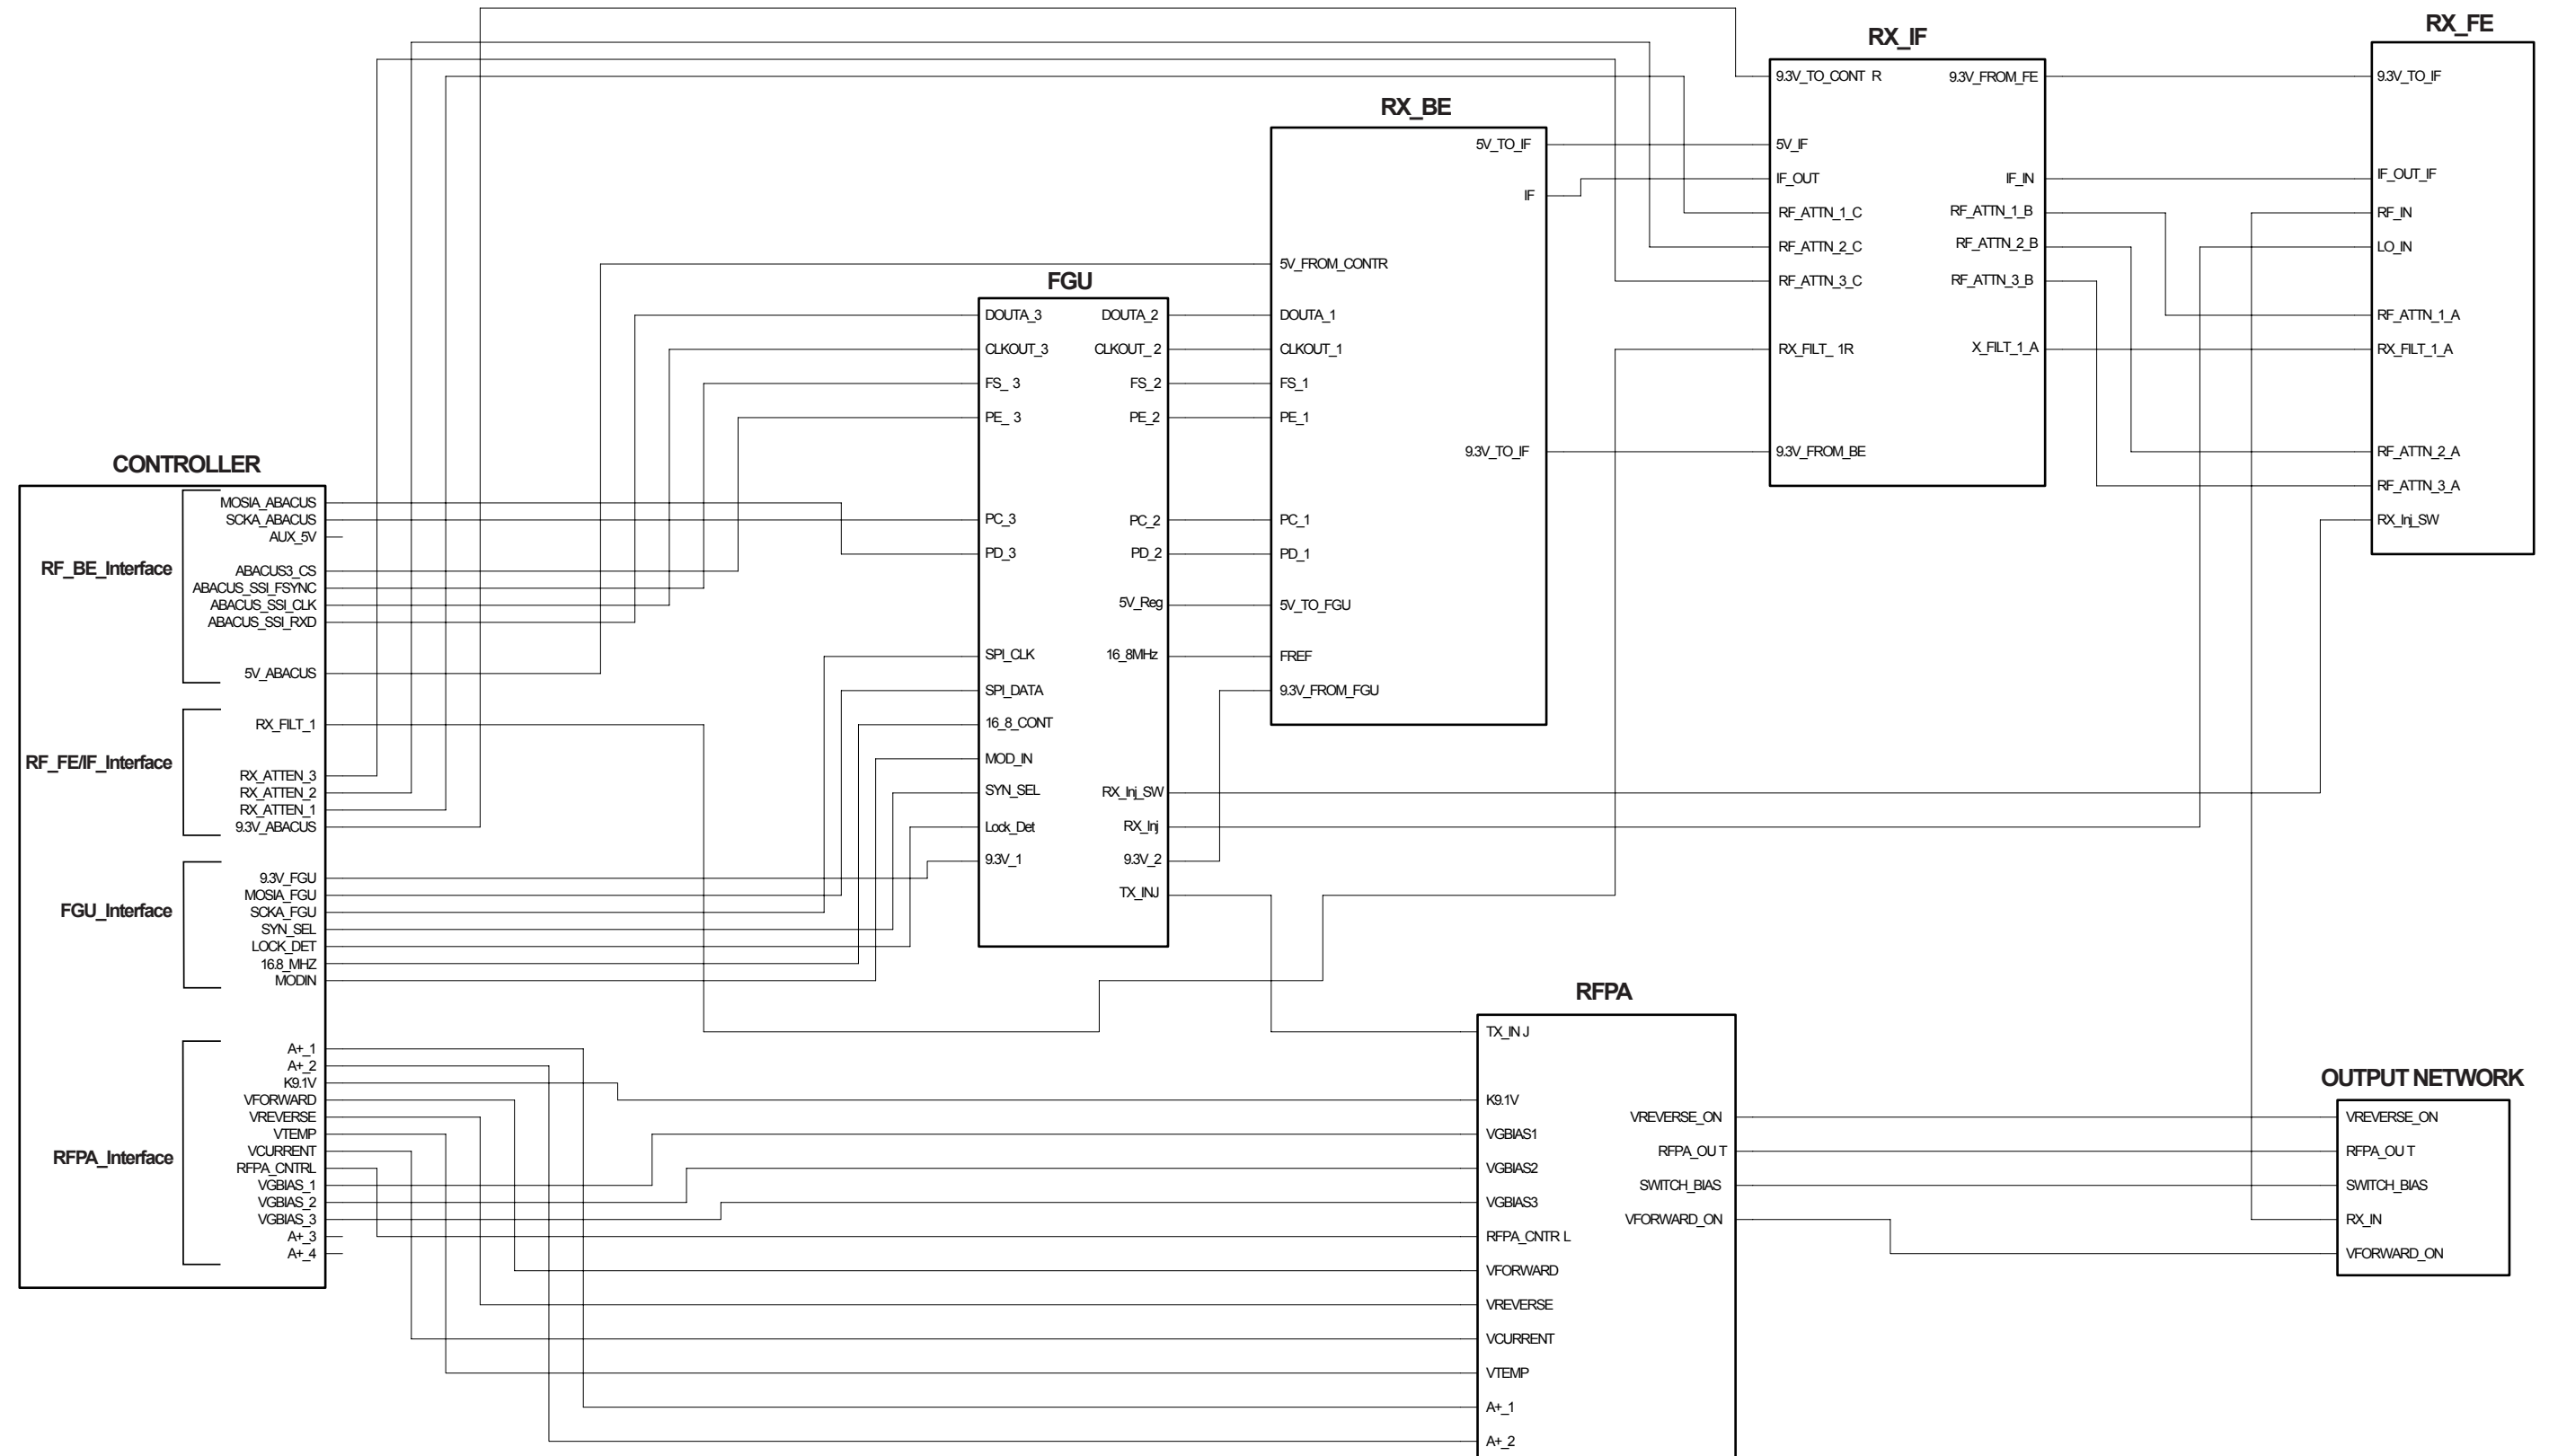 RX_FE
9.3V_TO_IF
IF_OUT_IF
RF_IN
LO_IN
RF_ATTN_1_A
RX_FILT_1_A
RF_ATTN_2_A
RF_ATTN_3_A
RX_Inj_SW
RX_IF
9.3V_TO_CONT R
5V_IF
IF_OUT
RF_ATTN_1_C
RF_ATTN_2_C
RF_ATTN_3_C
RX_FILT_ 1R
9.3V_FROM_BE
9.3V_FROM_FE
IF_IN
RF_ATTN_1_B
RF_ATTN_2_B
RF_ATTN_3_B
X_FILT_1_A
RX_BE
5V_TO_IF
IF
9.3V_TO_IF
5V_FROM_CONTR
DOUTA_1
CLKOUT_1
FS_1
PE_1
PC_1
PD_1
5V_TO_FGU
FREF
9.3V_FROM_FGU
FGU
DOUTA_3
CLKOUT_3
FS_ 3
PE_ 3
PC_3
PD_3
SPI_CLK
SPI_DATA
16_8_CONT
MOD_IN
SYN_SEL
Lock_Det
9.3V_1
DOUTA_2
CLKOUT_ 2
FS_2
PE_2
PC_2
PD_2
5V_Reg
16_8MHz
RX_Inj_SW
RX_Inj
9.3V_2
TX_INJ
CONTROLLER
RF_BE_Interface
MOSIA_ABACUS
SCKA_ABACUS
AUX_5V
ABACUS3_CS
ABACUS_SSI_FSYNC
ABACUS_SSI_CLK
ABACUS_SSI_RXD
5V_ABACUS
RF_FE/IF_Interface
RX_FILT_1
RX_ATTEN_3
RX_ATTEN_2
RX_ATTEN_1
9.3V_ABACUS
FGU_Interface
9.3V_FGU
MOSIA_FGU
SCKA_FGU
SYN_SEL
LOCK_DET
16.8_MHZ
MODIN
RFPA_Interface
A+_1
A+_2
K9.1V
VFORWARD
VREVERSE
VTEMP
VCURRENT
RFPA_CNTRL
VGBIAS_1
VGBIAS_2
VGBIAS_3
A+_3
A+_4
RFPA
TX_IN J
K9.1V
VGBIAS1
VGBIAS2
VGBIAS3
RFPA_CNTR L
VFORWARD
VREVERSE
VCURRENT
VTEMP
A+_1
A+_2
VREVERSE_ON
RFPA_OU T
SWITCH_BIAS
VFORWARD_ON
OUTPUT NETWORK
VREVERSE_ON
RFPA_OU T
SWITCH_BIAS
RX_IN
VFORWARD_ON